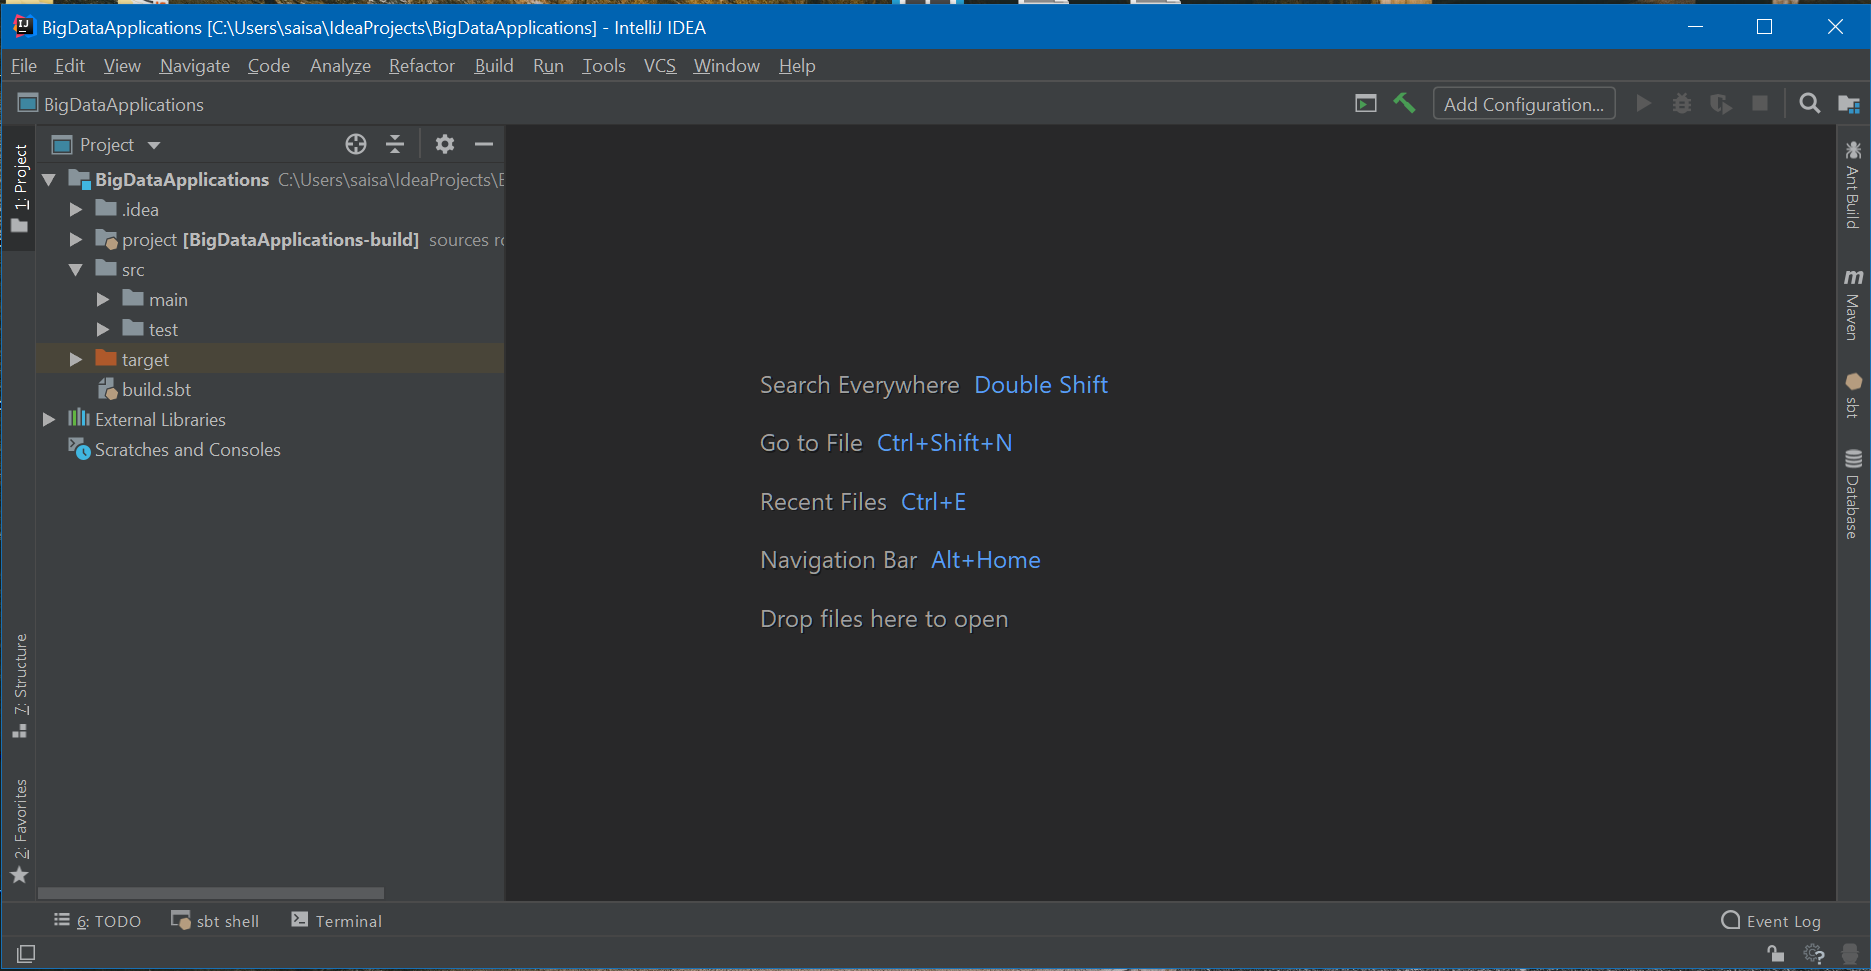 BigDataApplications [C:\Users\saisa\IdeaProjects\BigDataApplications] - IntelliJ IDEA
File Edit View Navigate Code Analyze Refactor Build Run Tools VCS Window Help
BigDataApplications
Add Configuration...
1: Project
Project
BigDataApplications C:\Users\saisa\IdeaProjects\
.idea
project [BigDataApplications-build] sources
src
main
test
target
build.sbt
External Libraries
Scratches and Consoles
7: Structure
2: Favorites
Search Everywhere Double Shift
Go to File Ctrl+Shift+N
Recent Files Ctrl+E
Navigation Bar Alt+Home
Drop files here to open
Ant Build
m
Maven
sbt
Database
6: TODO
sbt shell
Terminal
Event Log